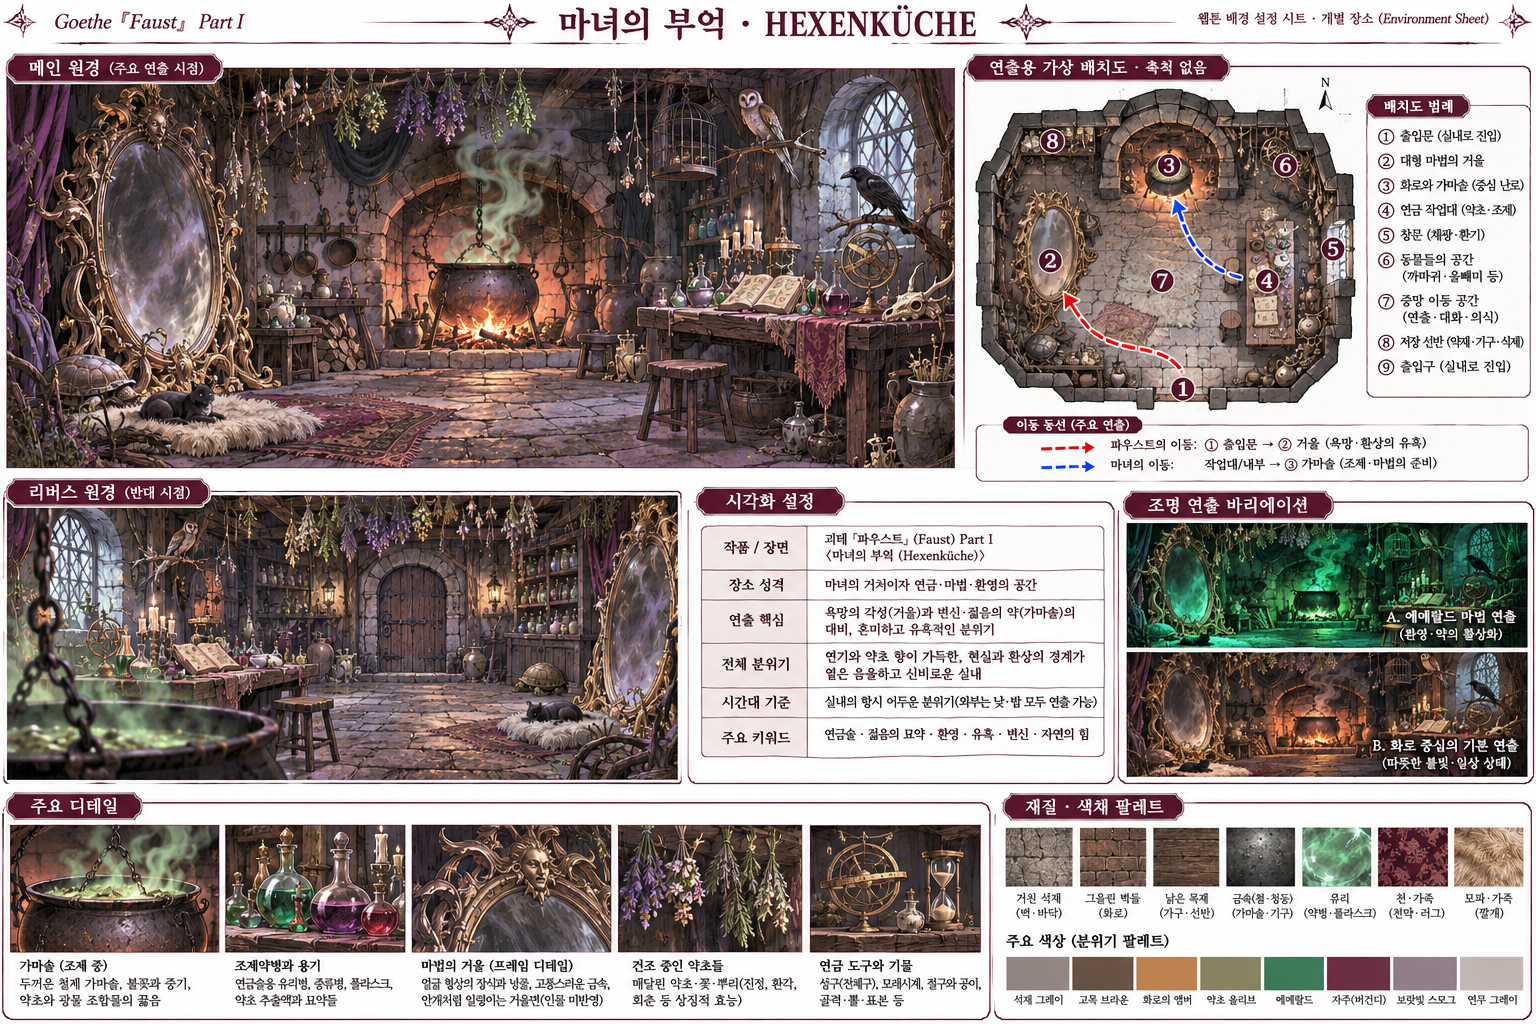 Goethe『Faust』 Part I
마녀의 부엌 · HEXENKÜCHE
웹툰 배경 설정 시트 · 개별 장소 (Environment Sheet)
메인 원경 (주요 연출 시점)
연출용 가상 배치도 · 축척 없음
N
1
2
3
4
5
6
7
8
배치도 범례
① 출입문 (실내로 진입)
② 대형 마법의 거울
③ 화로와 가마솔 (중심 난로)
④ 연금 작업대 (약초·조제)
⑤ 창문 (채광·환기)
⑥ 동물들의 공간
(까마귀·올빼미 등)
⑦ 중앙 이동 공간
(연출·대화·의식)
⑧ 저장 선반 (약재·기구·식제)
⑨ 출입구 (실내로 진입)
이동 동선 (주요 연출)
파우스트의 이동: ① 출입문 → ② 거울 (욕망·환상의 유혹)
마녀의 이동: 작업대/내부 → ③ 가마솔 (조제·마법의 준비)
리버스 원경 (반대 시점)
시각화 설정
작품 / 장면
괴테 「파우스트」 (Faust) Part I
〈마녀의 부엌 (Hexenküche)〉
장소 성격
마녀의 거처이자 연금·마법·환영의 공간
연출 핵심
욕망의 각성(거울)과 변신·젊음의 약(가마솔)의
대비, 혼미하고 유혹적인 분위기
전체 분위기
연기와 약초 향이 가득한, 현실과 환상의 경계가
옅은 음울하고 신비로운 실내
시간대 기준
실내의 항시 어두운 분위기(외부는 낮·밤 모두 연출 가능)
주요 키워드
연금술 · 젊음의 묘약 · 환영 · 유혹 · 변신 · 자연의 힘
조명 연출 바리에이션
A. 에메랄드 마법 연출
(환영·약의 활상화)
B. 화로 중심의 기본 연출
(따뜻한 불빛·일상 상태)
주요 디테일
가마솔 (조제 중)
두꺼운 철제 가마솔, 불꽃과 증기,
약초와 광물 조합물의 끓음
조제약병과 용기
연금술용 유리병, 증류병, 플라스크,
약초 추출액과 묘약들
마법의 거울 (프레임 디테일)
얼굴 형상의 장식과 넝쿨, 고풍스러운 금속,
안개처럼 일렁이는 거울면(인물 미반영)
건조 중인 약초들
매달린 약초·꽃·뿌리(진정, 환각,
회춘 등 상징적 효능)
연금 도구와 기물
성구(천체구), 모래시계, 절구와 공이,
골격·뿔·표본 등
재질 · 색채 팔레트
거친 석재
(벽·바닥)
그을린 벽돌
(화로)
낡은 목재
(가구·선반)
금속(철·청동)
(가마솔·기구)
유리
(약병·플라스크)
천·가족
(천막·러그)
모파·가죽
(깔개)
주요 색상 (분위기 팔레트)
석재 그레이
고목 브라운
화로의 앰버
약초 올리브
에메랄드
자주(버건디)
보랏빛 스모그
연무 그레이